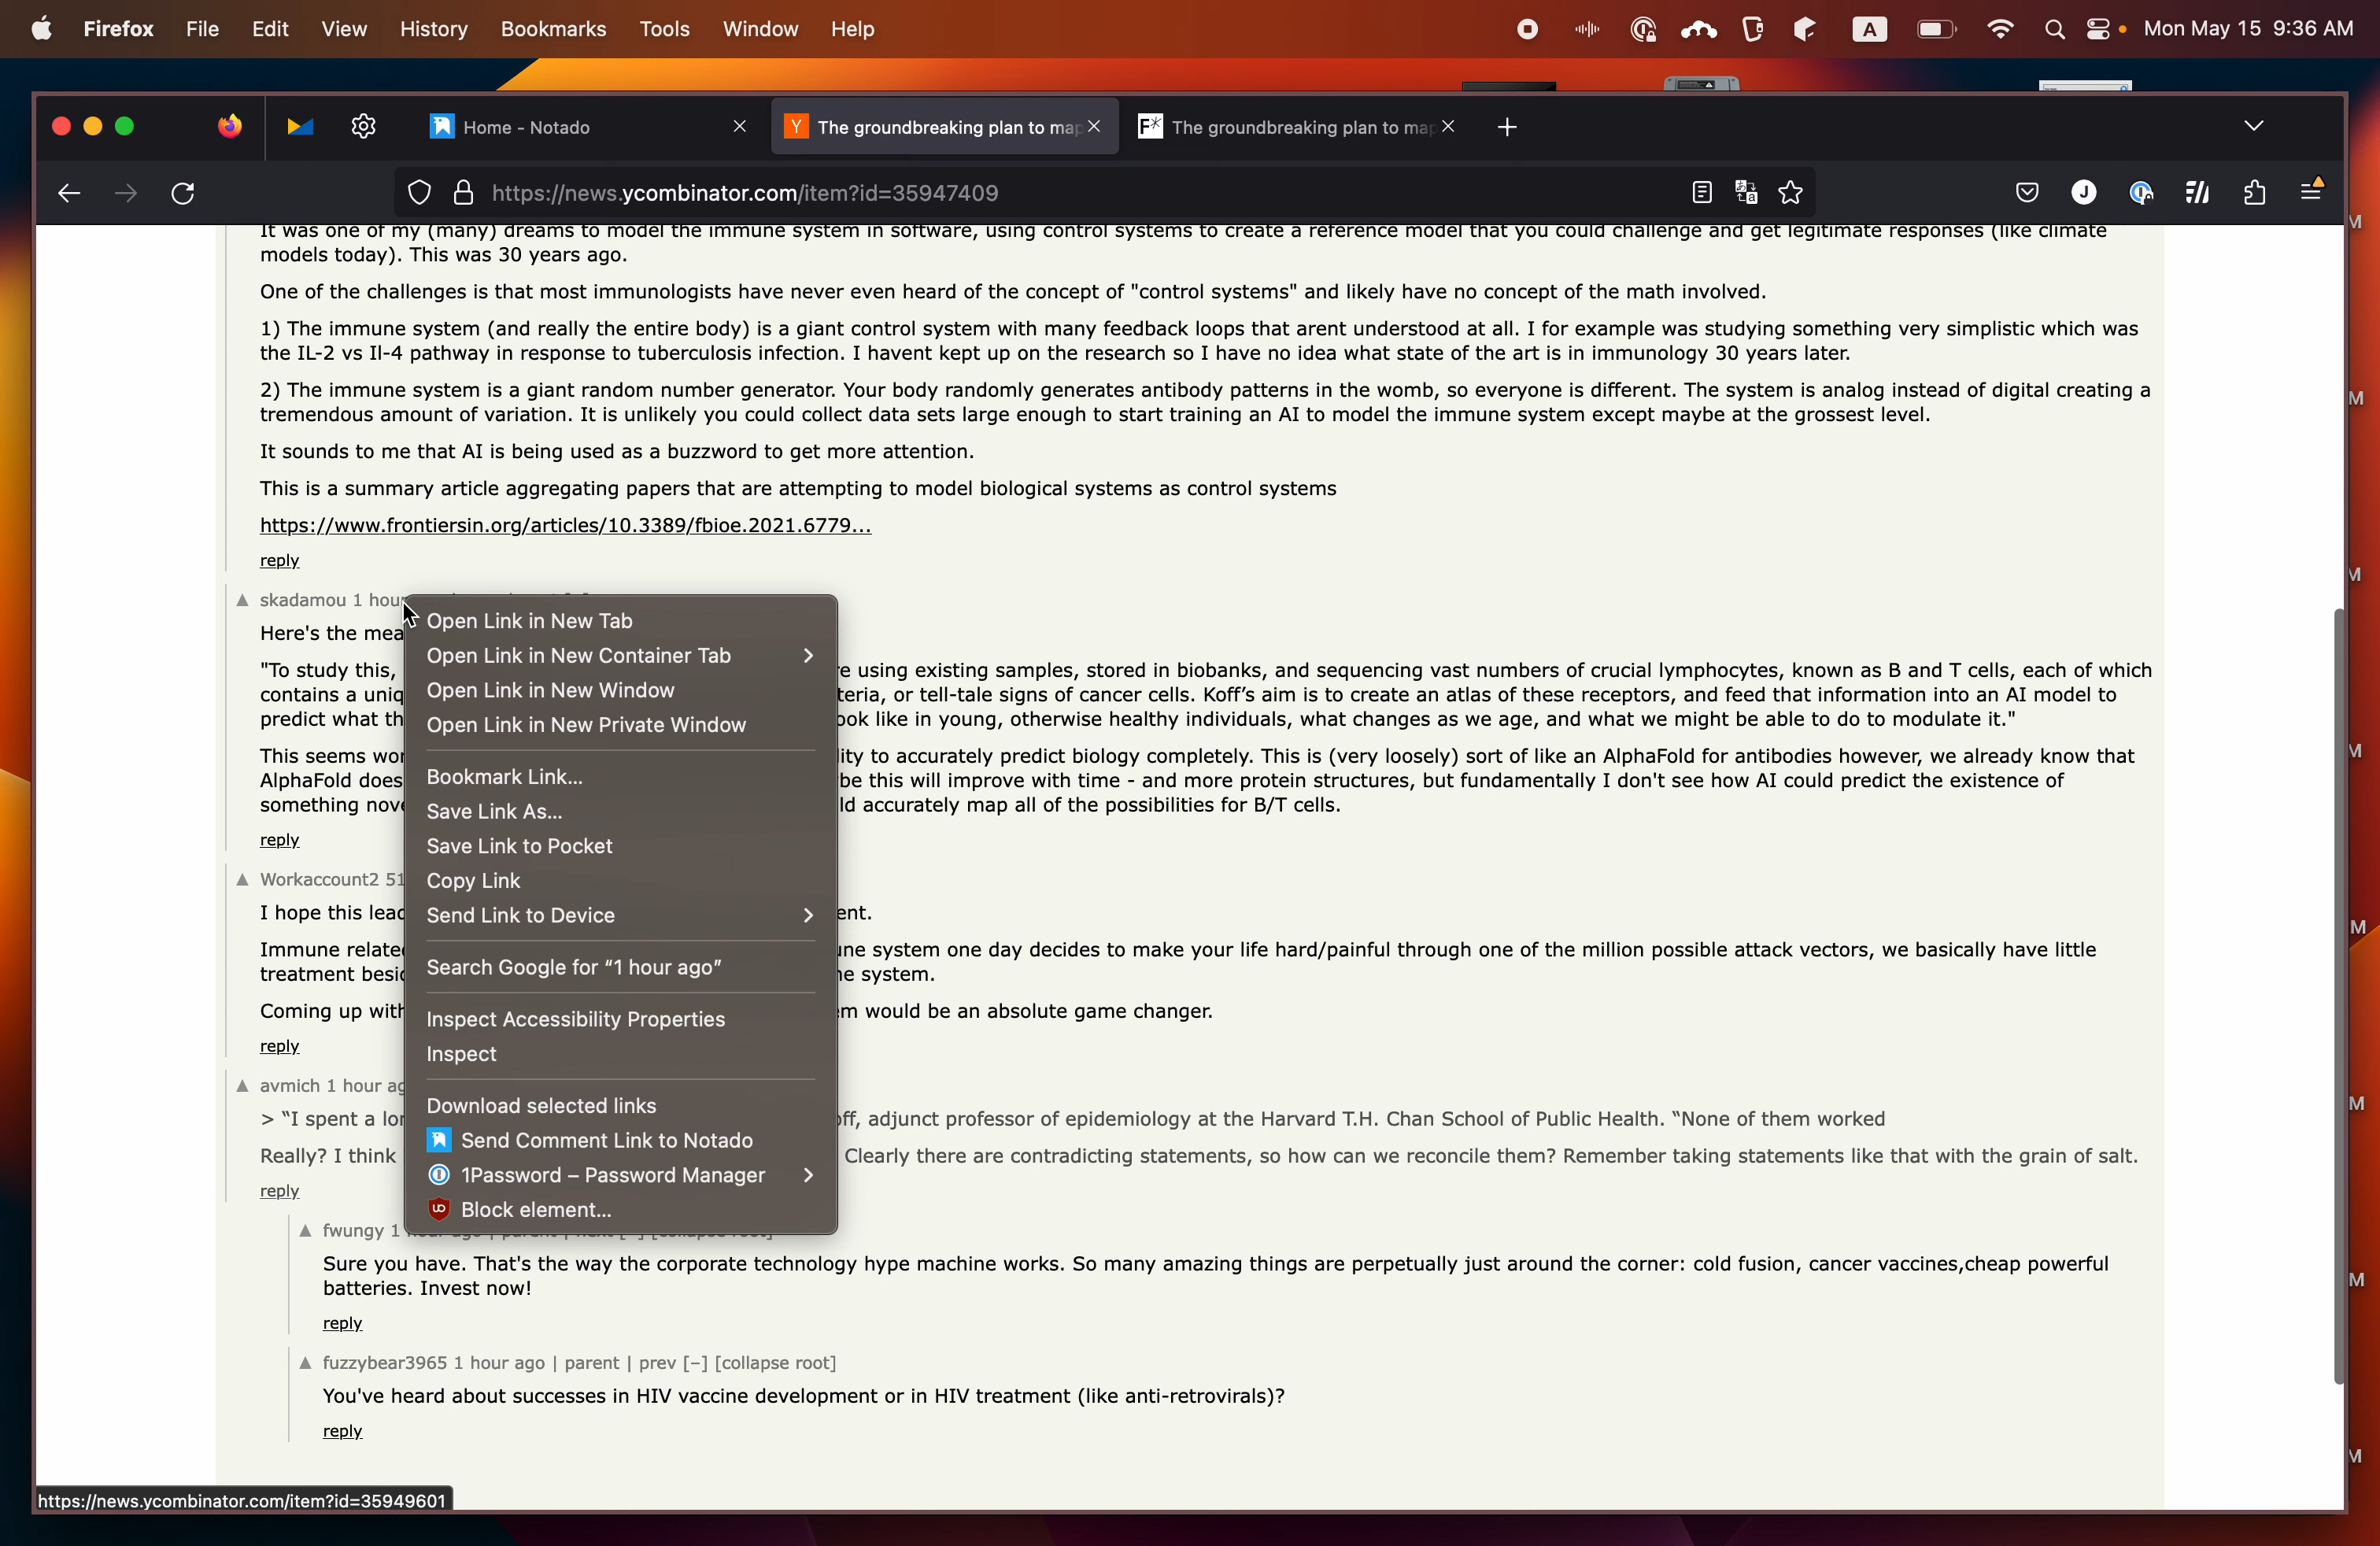 Firefox File Edit View History Bookmarks Tools Window Help A Mon May 15 9:36 AM
Home - Notado
Y The groundbreaking plan to map
F* The groundbreaking plan to map
https://news.ycombinator.com/item?id=35947409
J
It was one of my (many) dreams to model the immune system in software, using control systems to create a reference model that you could challenge and get legitimate responses (like climate
models today). This was 30 years ago.
One of the challenges is that most immunologists have never even heard of the concept of "control systems" and likely have no concept of the math involved.
1) The immune system (and really the entire body) is a giant control system with many feedback loops that arent understood at all. I for example was studying something very simplistic which was
the IL-2 vs Il-4 pathway in response to tuberculosis infection. I havent kept up on the research so I have no idea what state of the art is in immunology 30 years later.
2) The immune system is a giant random number generator. Your body randomly generates antibody patterns in the womb, so everyone is different. The system is analog instead of digital creating a
tremendous amount of variation. It is unlikely you could collect data sets large enough to start training an AI to model the immune system except maybe at the grossest level.
It sounds to me that AI is being used as a buzzword to get more attention.
This is a summary article aggregating papers that are attempting to model biological systems as control systems
https://www.frontiersin.org/articles/10.3389/fbioe.2021.6779...
reply
skadamou 1 hour
Here's the mea
"To study this, re using existing samples, stored in biobanks, and sequencing vast numbers of crucial lymphocytes, known as B and T cells, each of which
contains a uniq teria, or tell-tale signs of cancer cells. Koff's aim is to create an atlas of these receptors, and feed that information into an AI model to
predict what th ook like in young, otherwise healthy individuals, what changes as we age, and what we might be able to do to modulate it."
This seems wor lity to accurately predict biology completely. This is (very loosely) sort of like an AlphaFold for antibodies however, we already know that
AlphaFold does be this will improve with time - and more protein structures, but fundamentally I don't see how AI could predict the existence of
something nove ld accurately map all of the possibilities for B/T cells.
reply
Workaccount2 51
I hope this lead ent.
Immune related une system one day decides to make your life hard/painful through one of the million possible attack vectors, we basically have little
treatment besid e system.
Coming up with m would be an absolute game changer.
reply
avmich 1 hour ag
> "I spent a lon off, adjunct professor of epidemiology at the Harvard T.H. Chan School of Public Health. "None of them worked
Really? I think Clearly there are contradicting statements, so how can we reconcile them? Remember taking statements like that with the grain of salt.
reply
fwungy 1 hour ago | parent | next [-] [collapse root]
Sure you have. That's the way the corporate technology hype machine works. So many amazing things are perpetually just around the corner: cold fusion, cancer vaccines,cheap powerful
batteries. Invest now!
reply
fuzzybear3965 1 hour ago | parent | prev [-] [collapse root]
You've heard about successes in HIV vaccine development or in HIV treatment (like anti-retrovirals)?
reply
Open Link in New Tab
Open Link in New Container Tab
Open Link in New Window
Open Link in New Private Window
Bookmark Link...
Save Link As...
Save Link to Pocket
Copy Link
Send Link to Device
Search Google for “1 hour ago”
Inspect Accessibility Properties
Inspect
Download selected links
Send Comment Link to Notado
1Password – Password Manager
Block element...
https://news.ycombinator.com/item?id=35949601